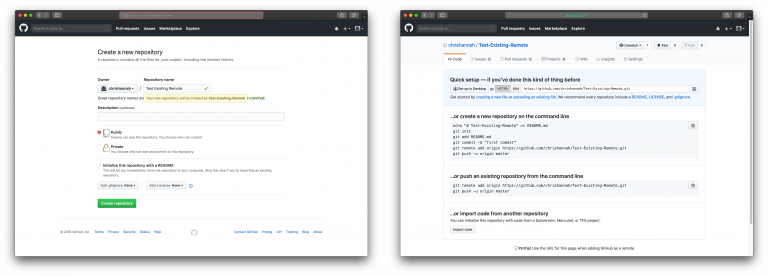 Pull requests Issues Marketplace Explore
Create a new repository
A repository contains all the files for your project, including the revision history.
Owner Repository name
chrishannah / Test Existing Remote
Great repository names are
Your new repository will be created as Test-Existing-Remote.
Description (optional)
Public
Anyone can see this repository. You choose who can commit.
Private
You choose who can see and commit to this repository.
Initialize this repository with a README
This will let you immediately clone the repository to your computer. Skip this step if you're importing an existing repository.
Add .gitignore: None Add a license: None
Create repository
© 2019 GitHub, Inc. Terms Privacy Security Status Help Contact GitHub Pricing API Training Blog About
Pull requests Issues Marketplace Explore
chrishannah / Test-Existing-Remote
Unwatch 1 Star 0 Fork 0
Code Issues 0 Pull requests 0 Projects 0 Wiki Insights Settings
Quick setup — if you've done this kind of thing before
Set up in Desktop or HTTPS SSH https://github.com/chrishannah/Test-Existing-Remote.git
Get started by creating a new file or uploading an existing file. We recommend every repository include a README, LICENSE, and .gitignore.
...or create a new repository on the command line
echo "# Test-Existing-Remote" >> README.md
git init
git add README.md
git commit -m "first commit"
git remote add origin https://github.com/chrishannah/Test-Existing-Remote.git
git push -u origin master
...or push an existing repository from the command line
git remote add origin https://github.com/chrishannah/Test-Existing-Remote.git
git push -u origin master
...or import code from another repository
You can initialize this repository with code from a Subversion, Mercurial, or TFS project.
Import code
ProTip! Use the URL for this page when adding GitHub as a remote.